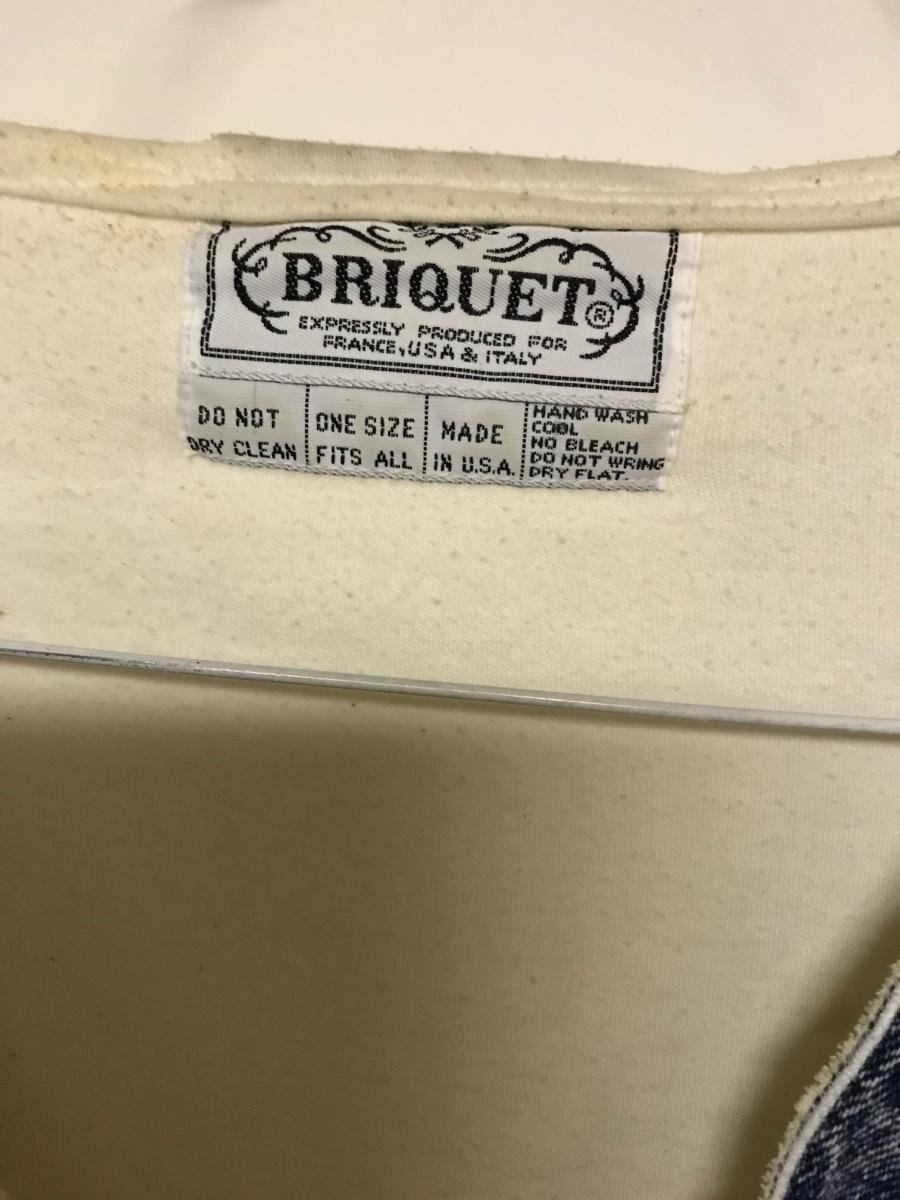 BRIQUET®
EXPRESSLY PRODUCED FOR
FRANCE, USA & ITALY
DO NOT
DRY CLEAN
ONE SIZE
FITS ALL
MADE
IN U.S.A.
HAND WASH
COOL
NO BLEACH
DO NOT WRING
DRY FLAT.